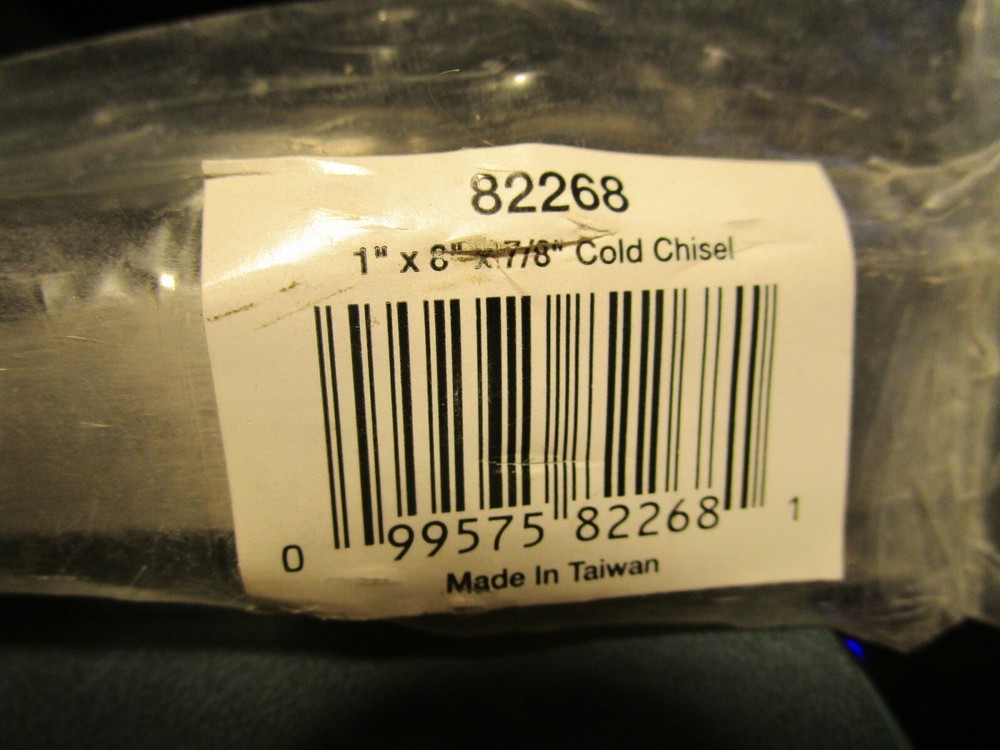 82268
1" x 8" x 7/8" Cold Chisel
0 99575 82268 1
Made In Taiwan